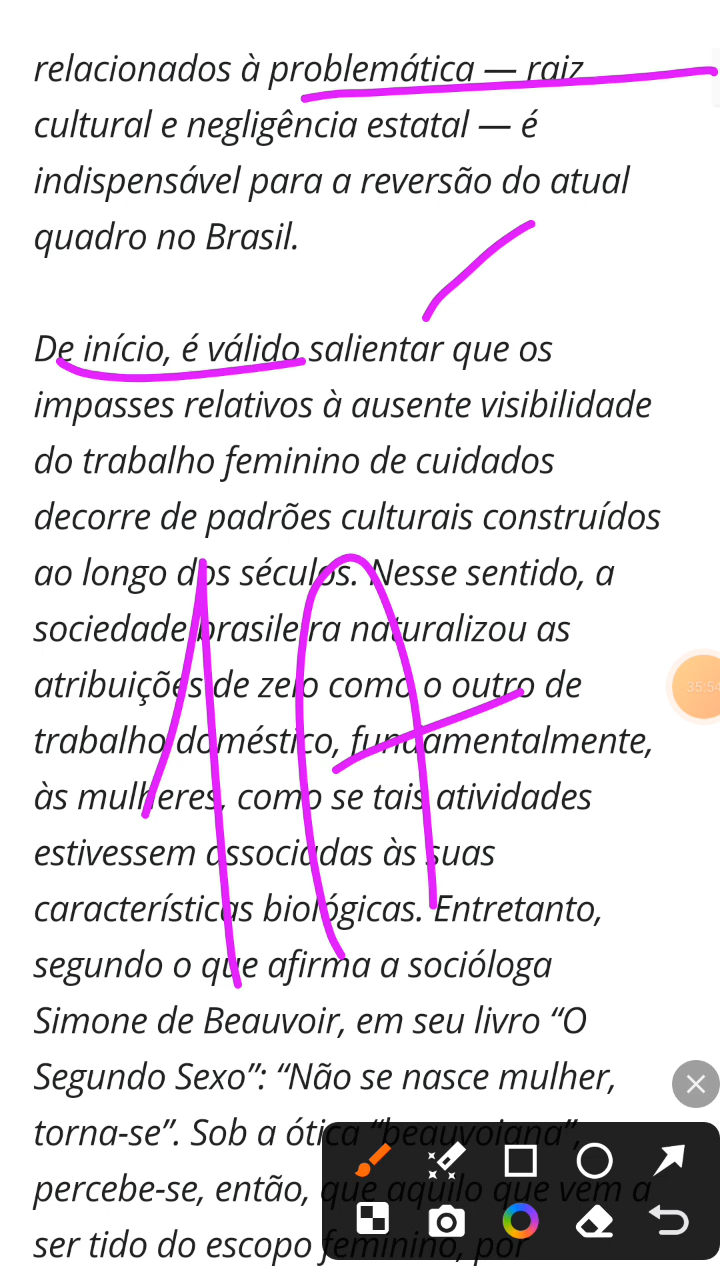 relacionados à problemática — raiz
cultural e negligência estatal — é
indispensável para a reversão do atual
quadro no Brasil.
De início, é válido salientar que os
impasses relativos à ausente visibilidade
do trabalho feminino de cuidados
decorre de padrões culturais construídos
ao longo dos séculos. Nesse sentido, a
sociedade brasileira naturalizou as
atribuições de zelo como o outro de
trabalho doméstico, fundamentalmente,
às mulheres, como se tais atividades
estivessem associadas às suas
características biológicas. Entretanto,
segundo o que afirma a socióloga
Simone de Beauvoir, em seu livro “O
Segundo Sexo”: “Não se nasce mulher,
torna-se”. Sob a ótica “beauvoiana”,
percebe-se, então, que aquilo que vem a
ser tido do escopo feminino, por
1A
35:54